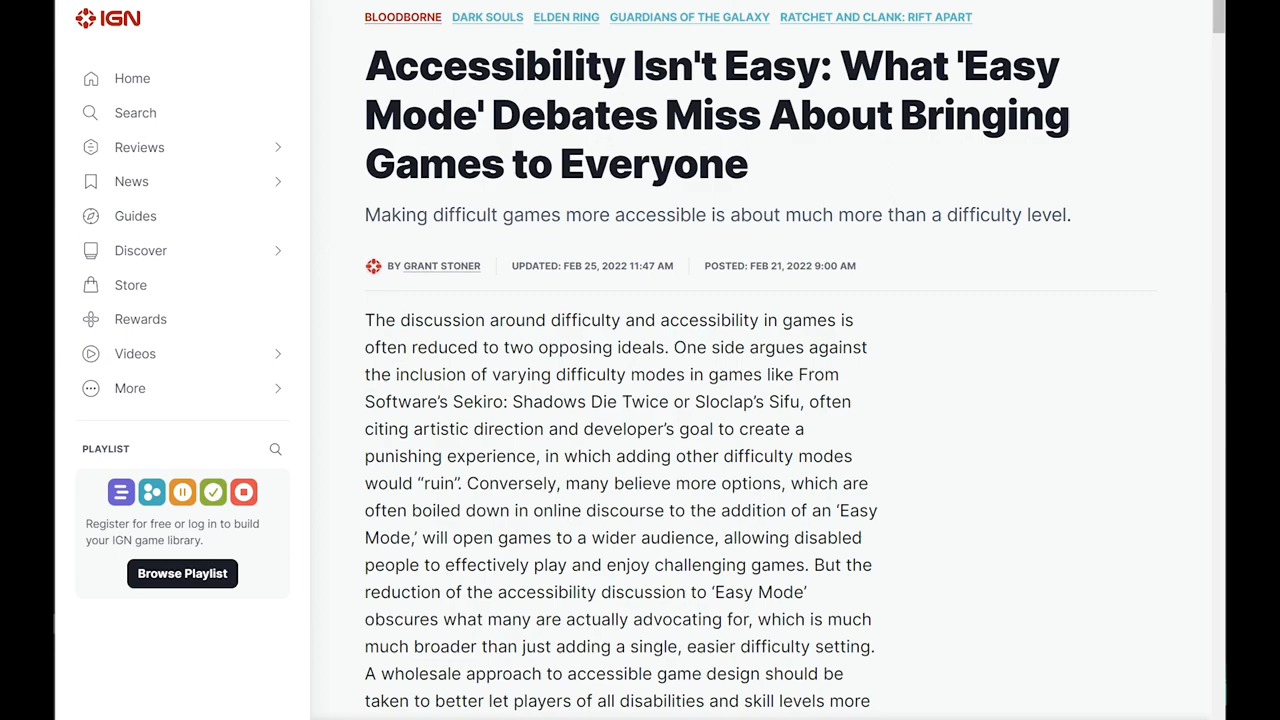 IGN
Home
Search
Reviews
News
Guides
Discover
Store
Rewards
Videos
More
PLAYLIST
Register for free or log in to build
your IGN game library.
Browse Playlist
BLOODBORNE DARK SOULS ELDEN RING GUARDIANS OF THE GALAXY RATCHET AND CLANK: RIFT APART
Accessibility Isn't Easy: What 'Easy
Mode' Debates Miss About Bringing
Games to Everyone
Making difficult games more accessible is about much more than a difficulty level.
BY GRANT STONER UPDATED: FEB 25, 2022 11:47 AM POSTED: FEB 21, 2022 9:00 AM
The discussion around difficulty and accessibility in games is
often reduced to two opposing ideals. One side argues against
the inclusion of varying difficulty modes in games like From
Software’s Sekiro: Shadows Die Twice or Sloclap’s Sifu, often
citing artistic direction and developer’s goal to create a
punishing experience, in which adding other difficulty modes
would “ruin”. Conversely, many believe more options, which are
often boiled down in online discourse to the addition of an ‘Easy
Mode,’ will open games to a wider audience, allowing disabled
people to effectively play and enjoy challenging games. But the
reduction of the accessibility discussion to ‘Easy Mode’
obscures what many are actually advocating for, which is much
much broader than just adding a single, easier difficulty setting.
A wholesale approach to accessible game design should be
taken to better let players of all disabilities and skill levels more